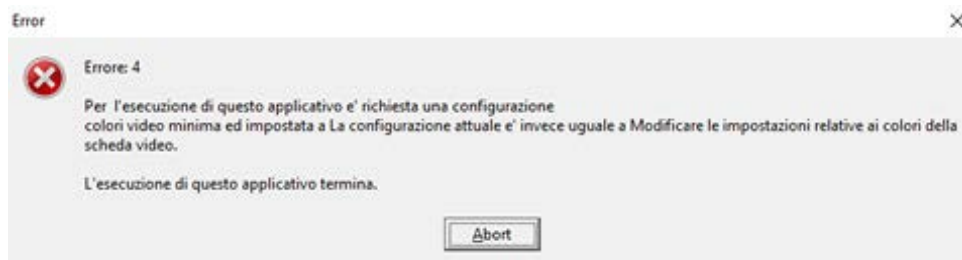 Error
Errore: 4
Per l'esecuzione di questo applicativo e' richiesta una configurazione
colori video minima ed impostata a La configurazione attuale e' invece uguale a Modificare le impostazioni relative ai colori della
scheda video.
L'esecuzione di questo applicativo termina.
Abort